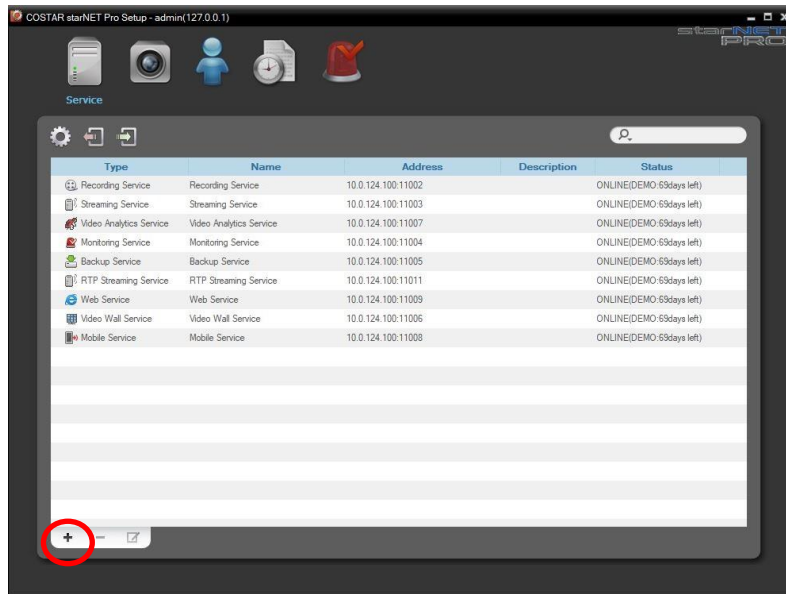 COSTAR starNET Pro Setup - admin(127.0.0.1)
starNET
PRO
Service
Type Name Address Description Status
Recording Service Recording Service 10.0.124.100:11002 ONLINE(DEMO:69days left)
Streaming Service Streaming Service 10.0.124.100:11003 ONLINE(DEMO:69days left)
Video Analytics Service Video Analytics Service 10.0.124.100:11007 ONLINE(DEMO:69days left)
Monitoring Service Monitoring Service 10.0.124.100:11004 ONLINE(DEMO:69days left)
Backup Service Backup Service 10.0.124.100:11005 ONLINE(DEMO:69days left)
RTP Streaming Service RTP Streaming Service 10.0.124.100:11011 ONLINE(DEMO:69days left)
Web Service Web Service 10.0.124.100:11009 ONLINE(DEMO:69days left)
Video Wall Service Video Wall Service 10.0.124.100:11006 ONLINE(DEMO:69days left)
Mobile Service Mobile Service 10.0.124.100:11008 ONLINE(DEMO:69days left)